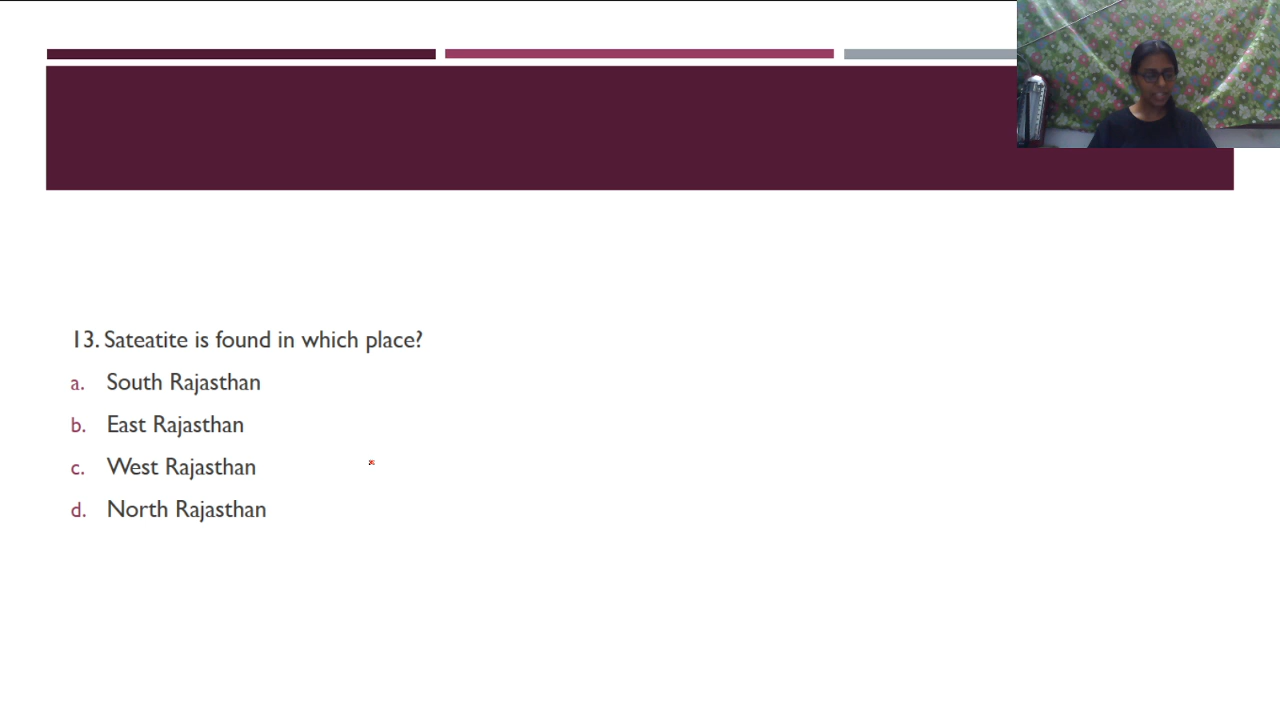 13. Sateatite is found in which place?
a. South Rajasthan
b. East Rajasthan
c. West Rajasthan
d. North Rajasthan